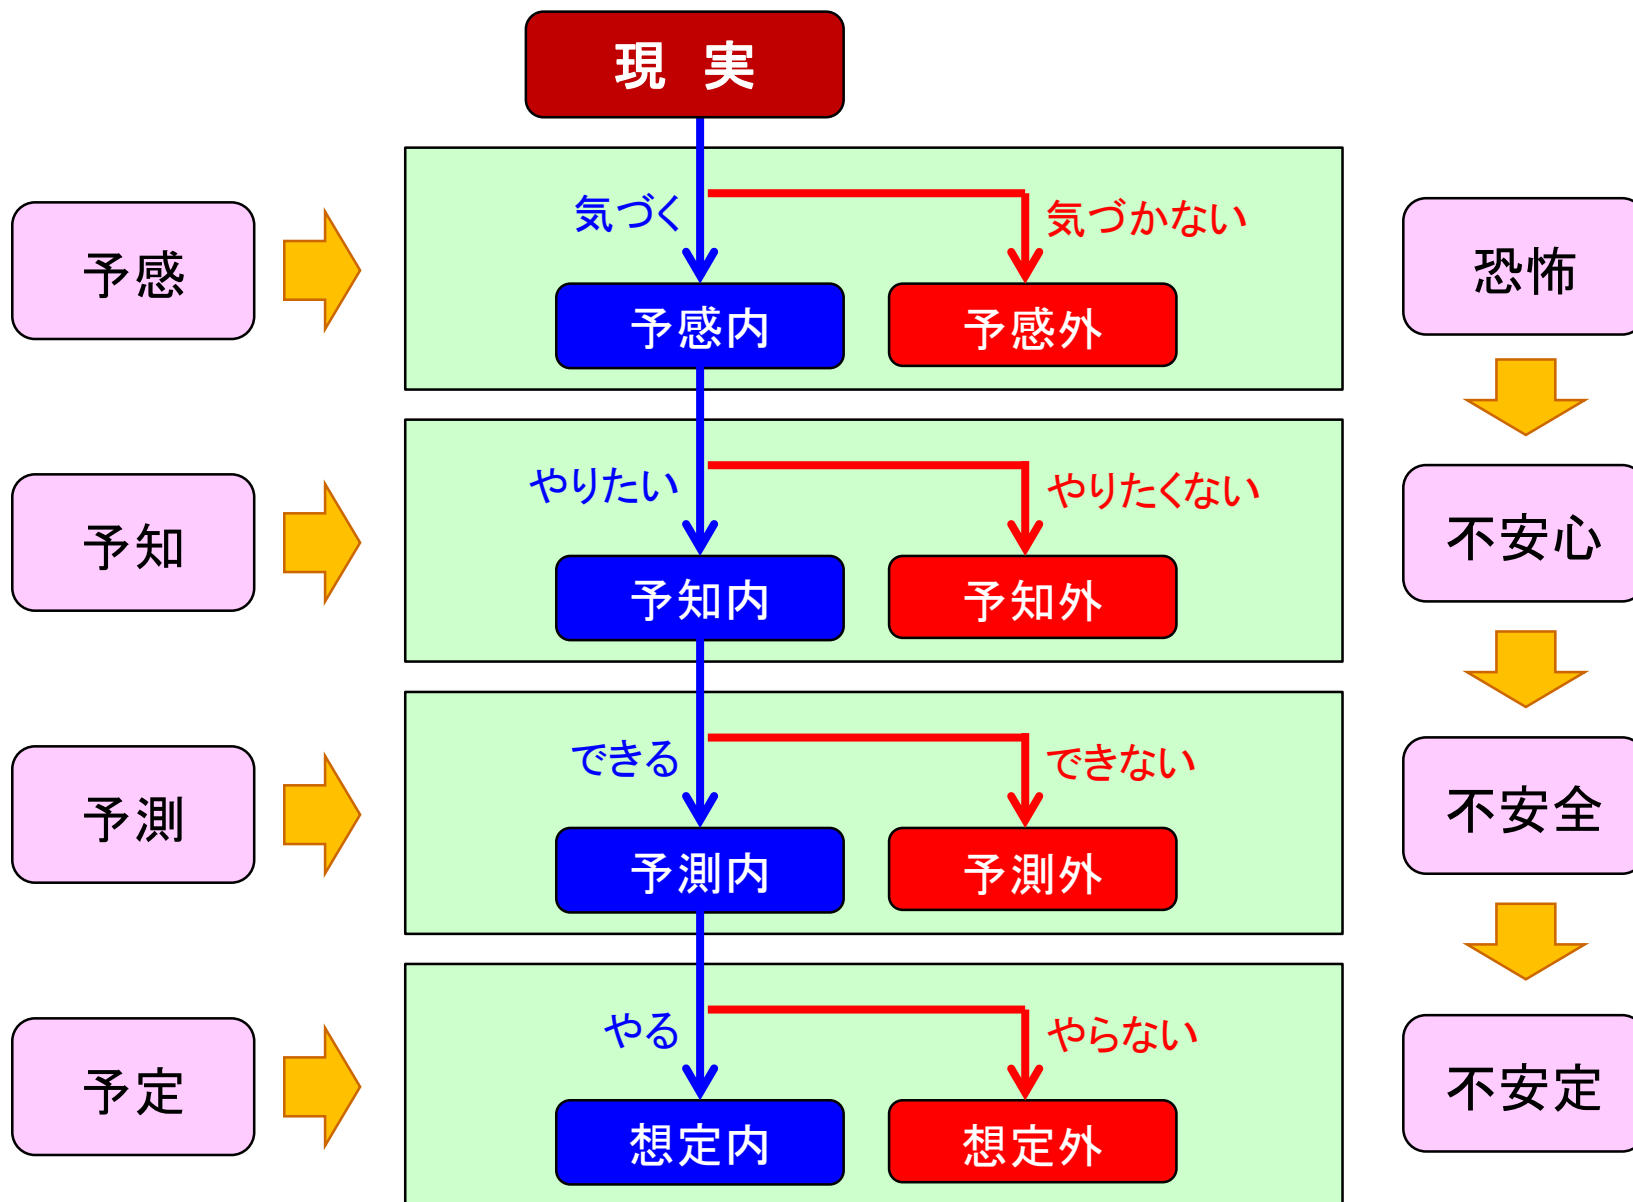 現 実
気づく
気づかない
予感
恐怖
予感内
予感外
やりたい
やりたくない
予知
不安心
予知内
予知外
できる
できない
予測
不安全
予測内
予測外
やる
やらない
予定
不安定
想定内
想定外